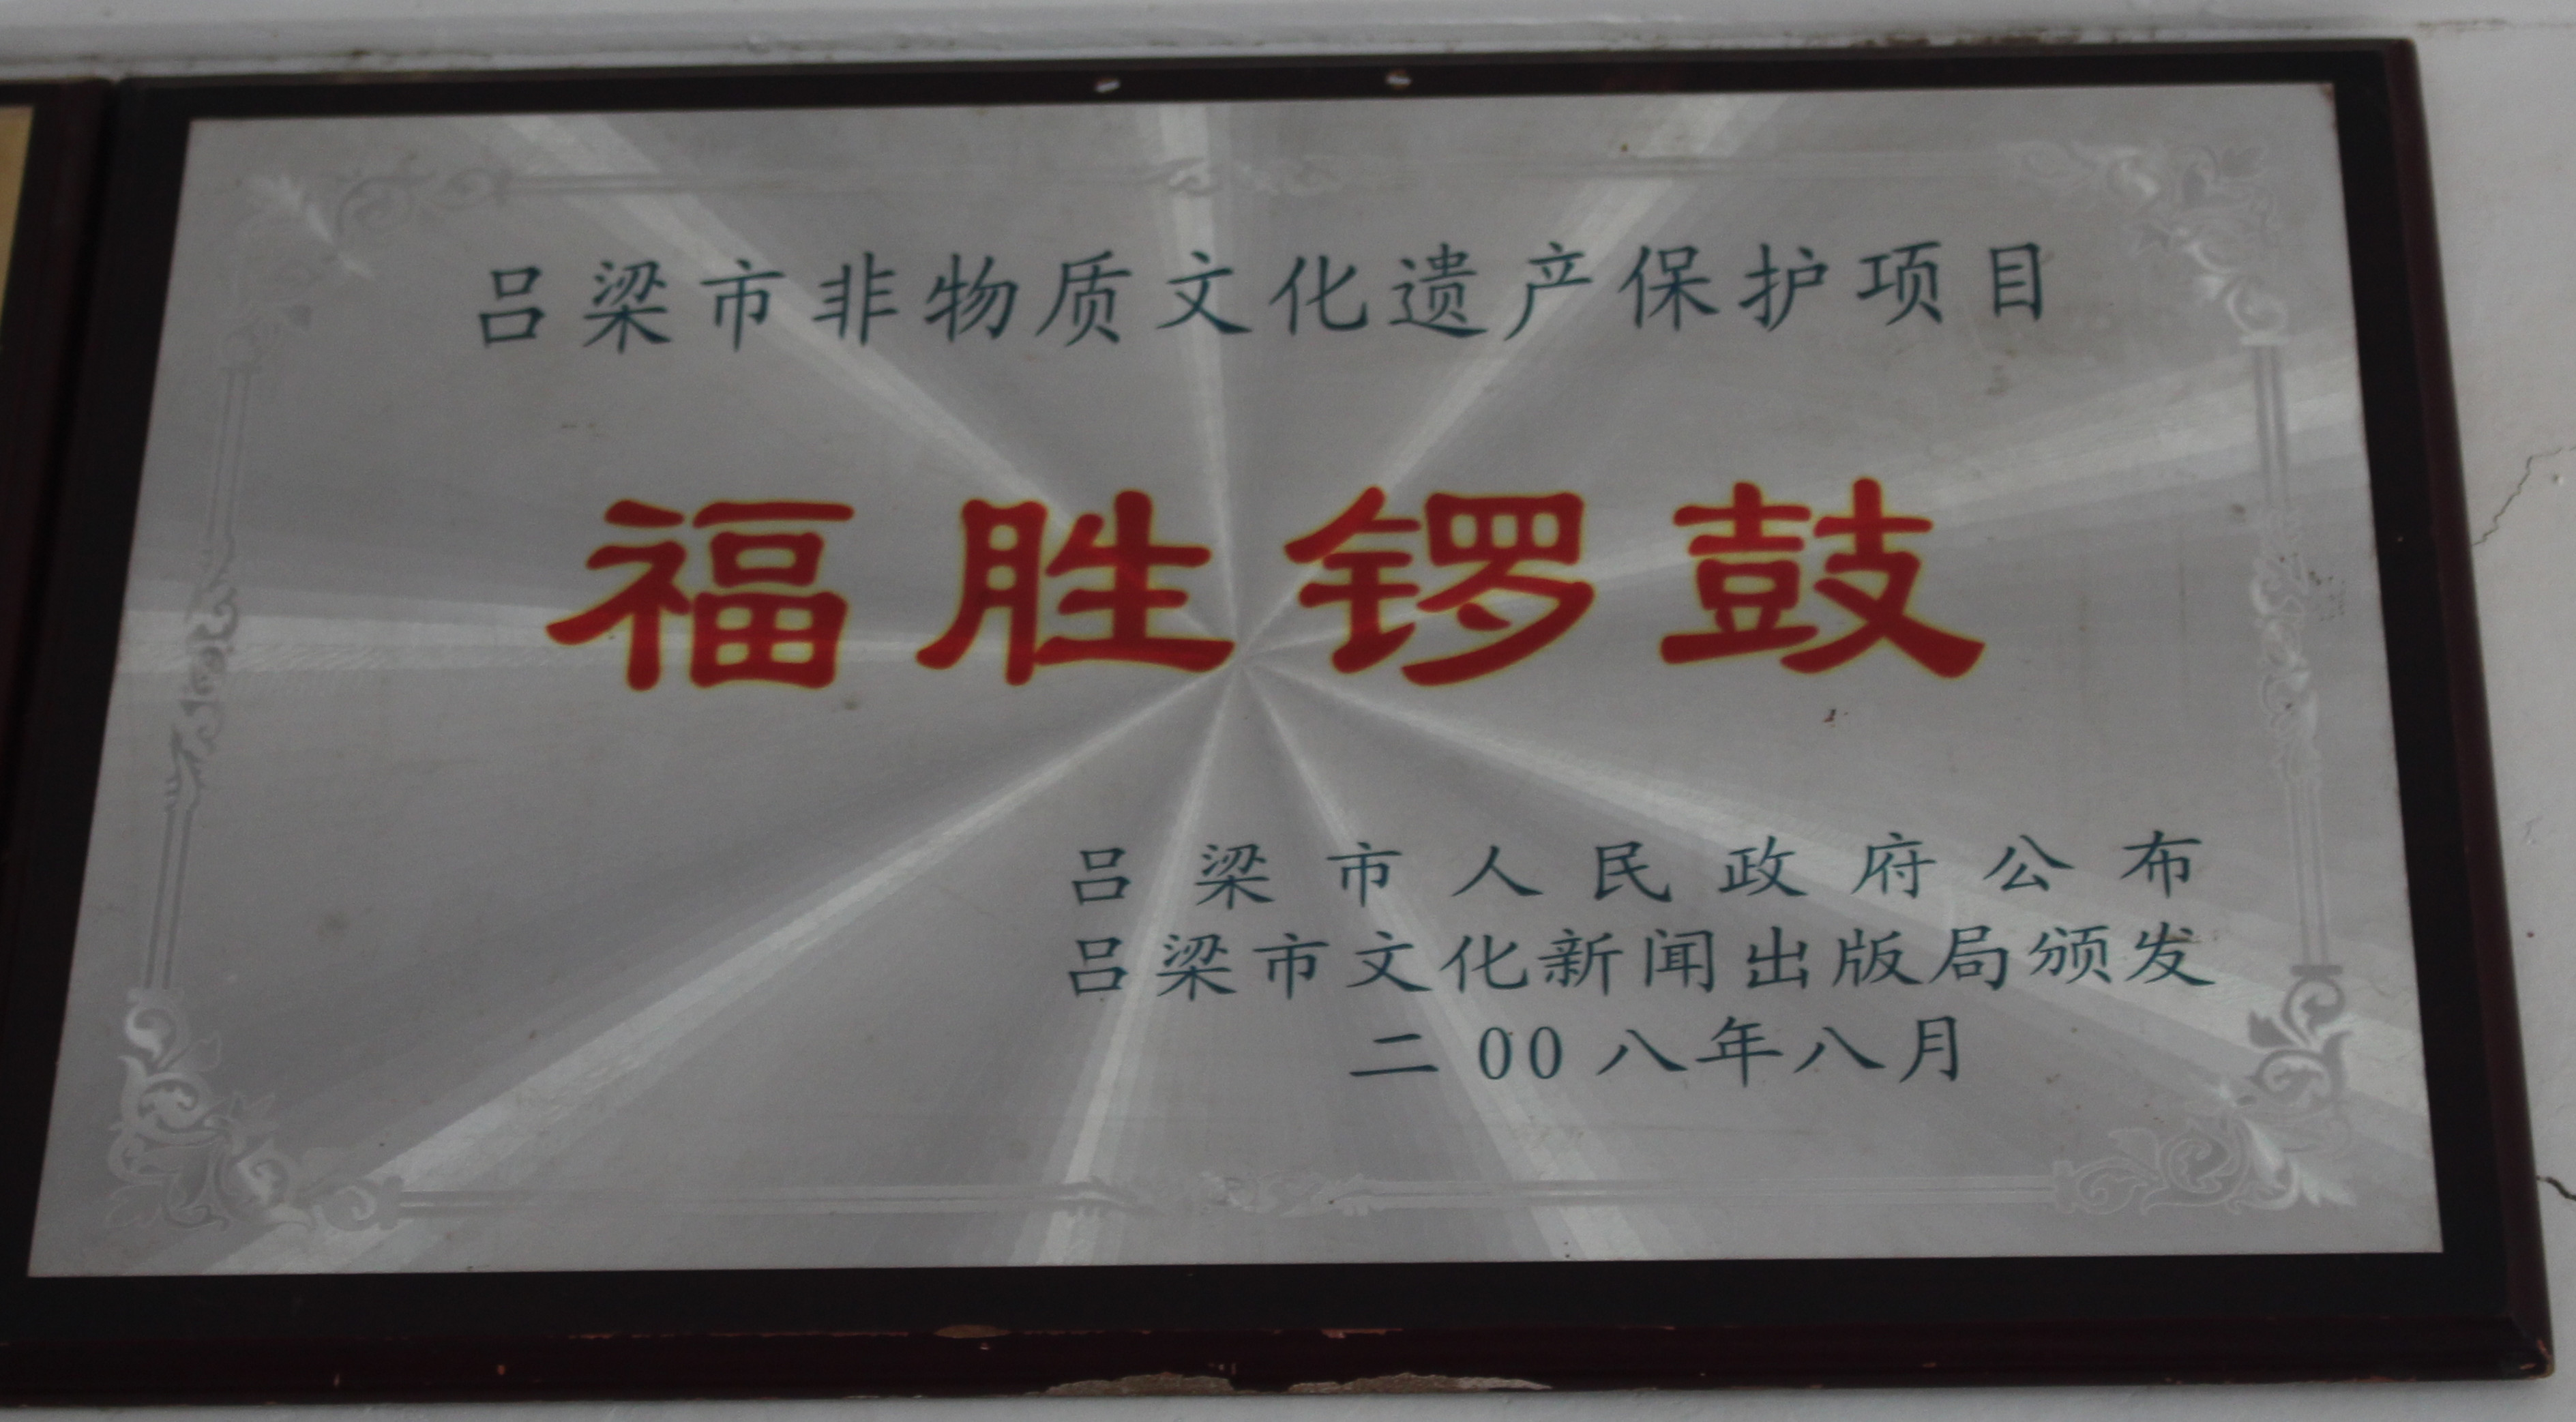 吕梁市非物质文化遗产保护项目
福胜锣鼓
吕梁市人民政府公布
吕梁市文化新闻出版局颁发
二00八年八月